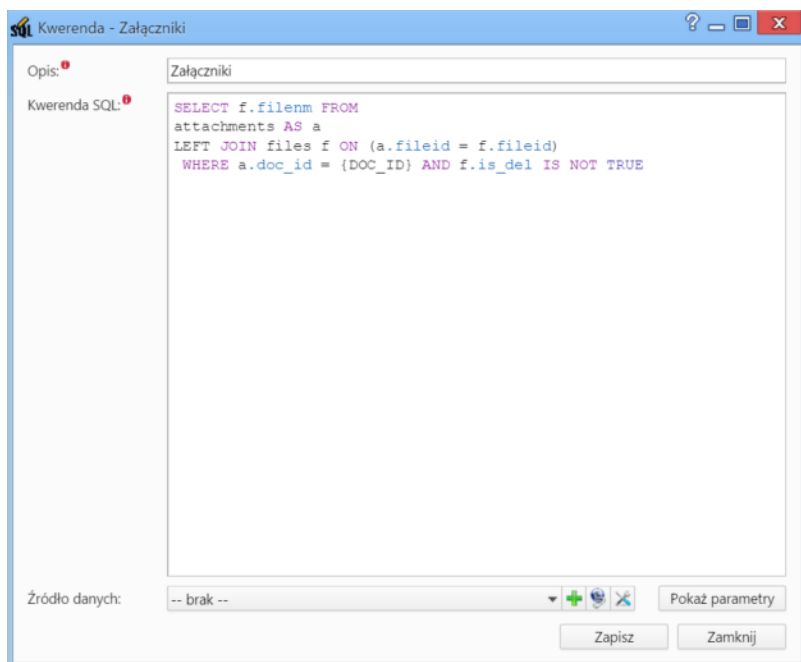 SQL Kwerenda - Załączniki
Opis:
Załączniki
Kwerenda SQL:
SELECT f.filenm FROM
attachments AS a
LEFT JOIN files f ON (a.fileid = f.fileid)
WHERE a.doc_id = {DOC_ID} AND f.is_del IS NOT TRUE
Źródło danych:
-- brak --
Pokaż parametry
Zapisz
Zamknij